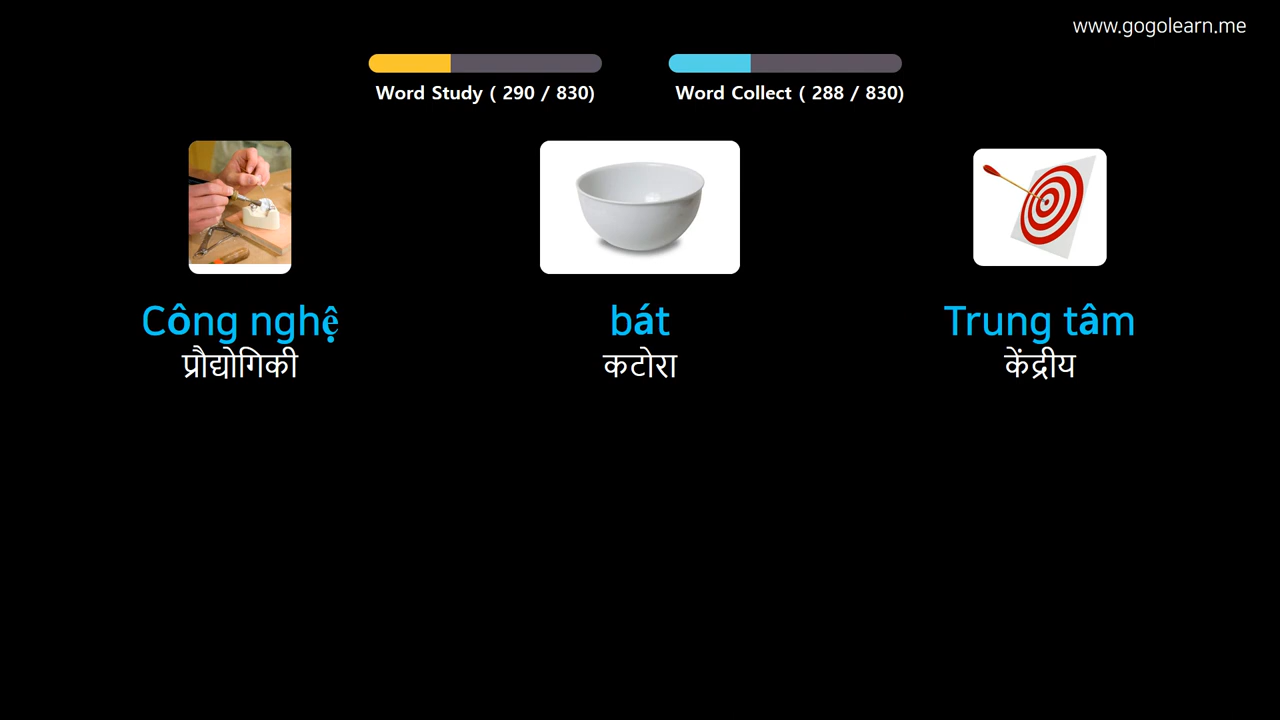 www.gogolearn.me
Word Study ( 290 / 830)
Word Collect ( 288 / 830)
Công nghệ
प्रौद्योगिकी
bát
कटोरा
Trung tâm
केंद्रीय